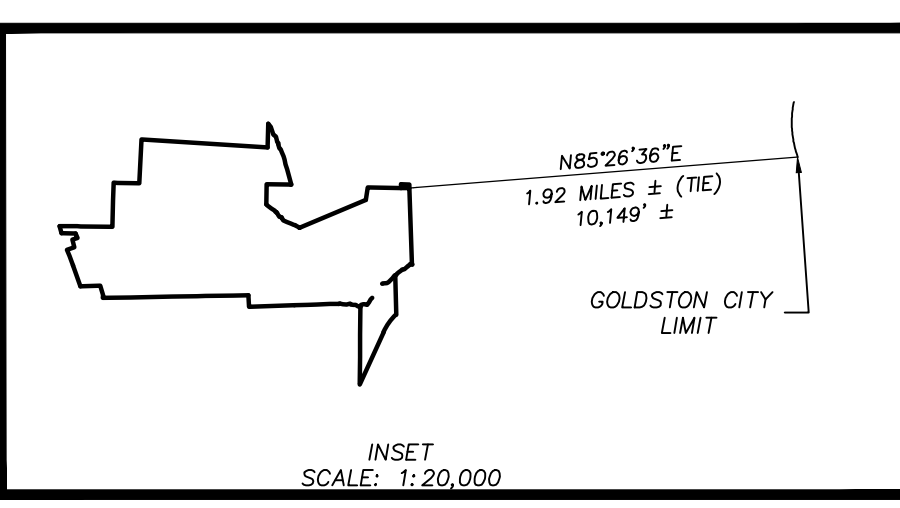 N85°26'36"E
1.92 MILES ± (TIE)
10,149' ±
GOLDSTON CITY
LIMIT
INSET
SCALE: 1:20,000